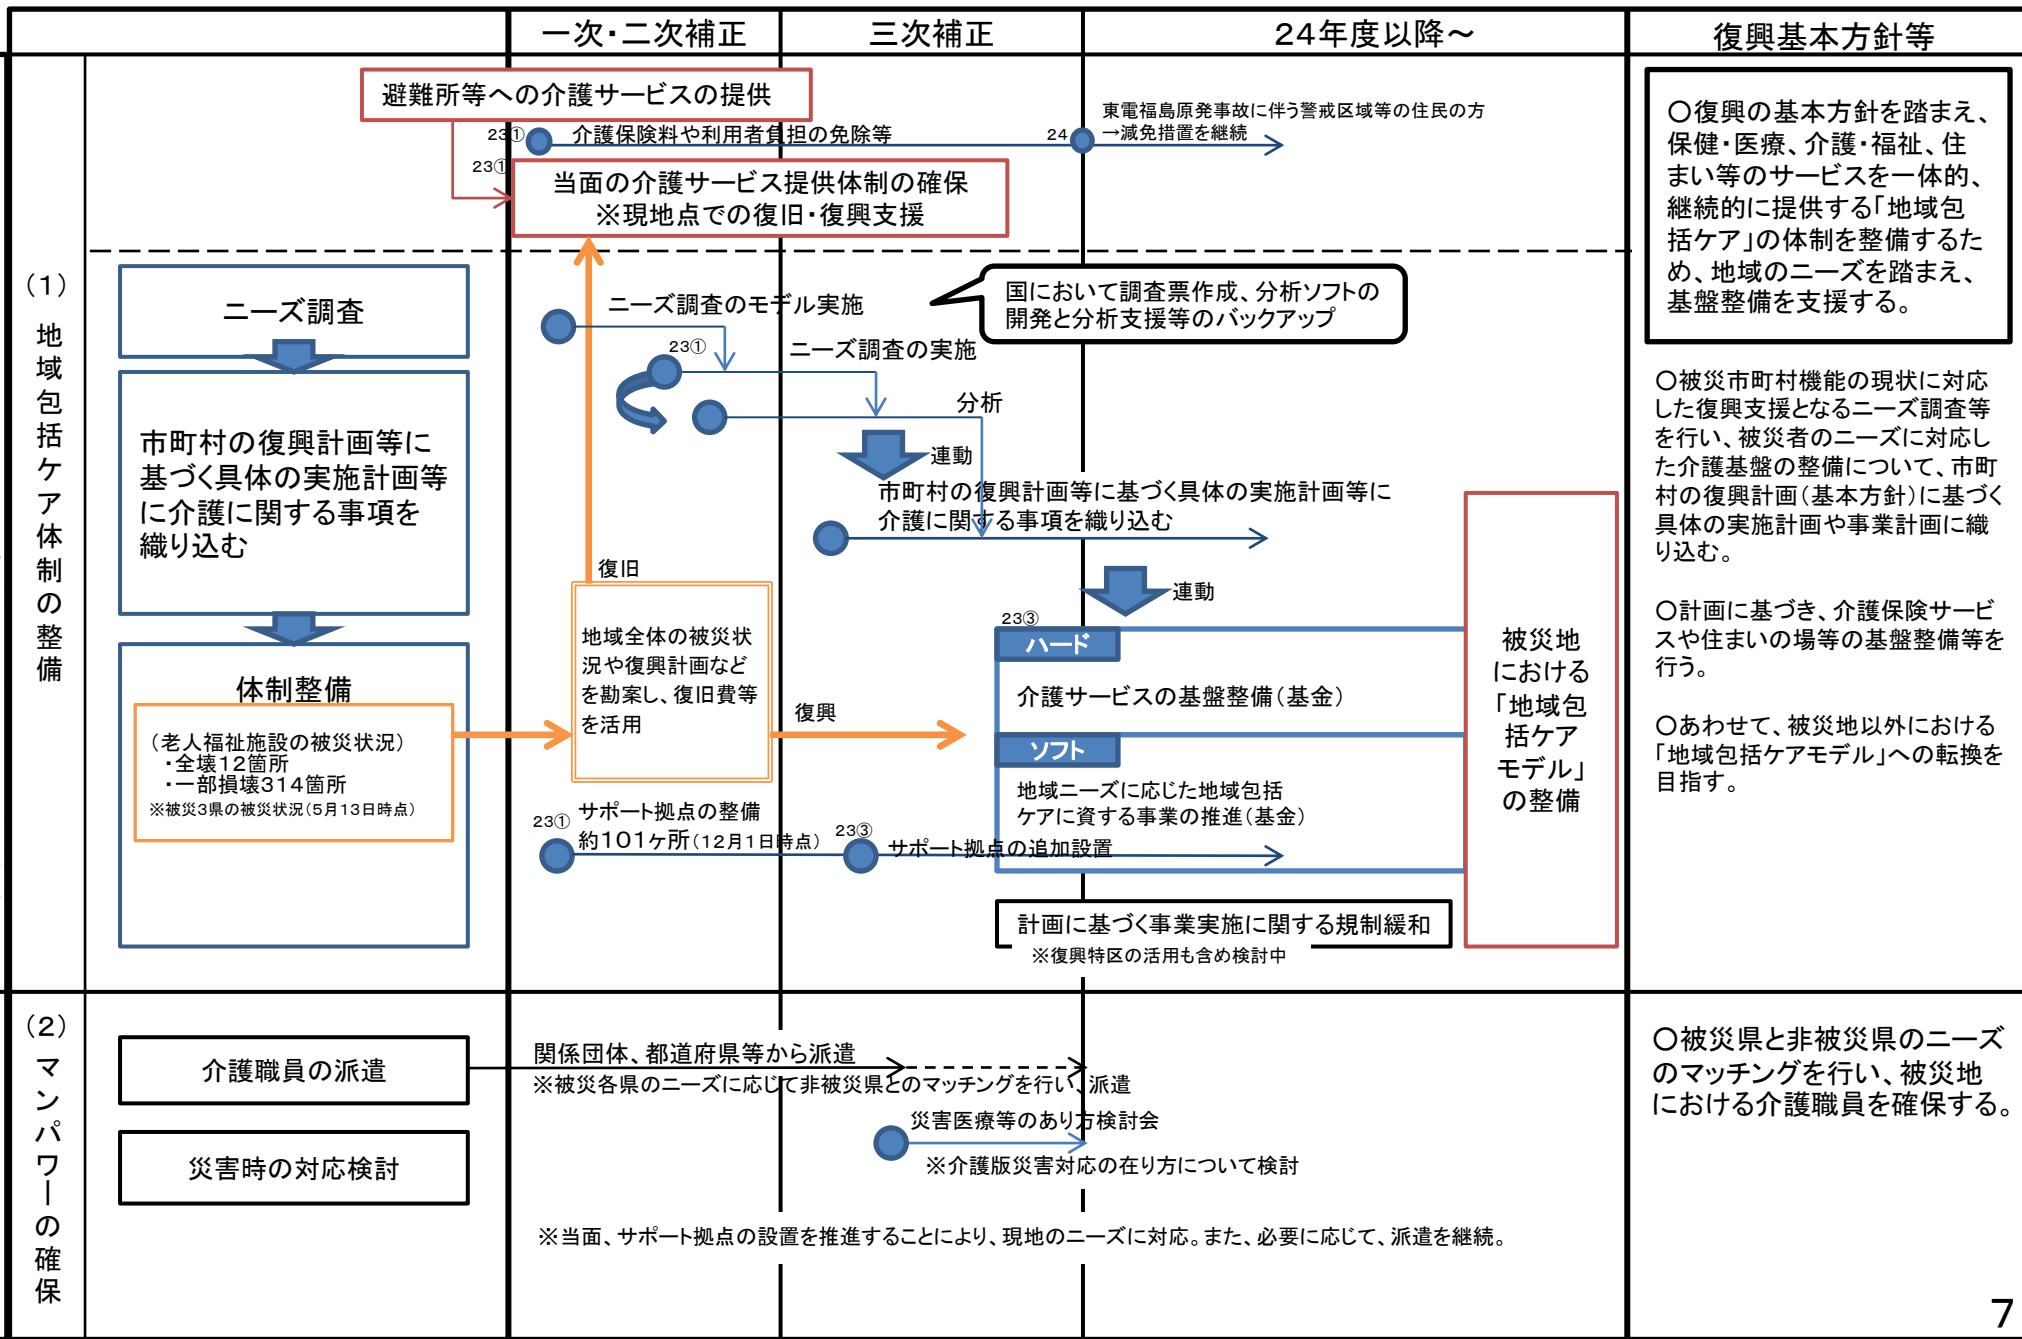 一次・二次補正
三次補正
24年度以降～
復興基本方針等
(1)
地域包括ケア体制の整備
避難所等への介護サービスの提供
23①
介護保険料や利用者負担の免除等
24
東電福島原発事故に伴う警戒区域等の住民の方
→減免措置を継続
23①
当面の介護サービス提供体制の確保
※現地点での復旧・復興支援
ニーズ調査
市町村の復興計画等に
基づく具体の実施計画等
に介護に関する事項を
織り込む
体制整備
(老人福祉施設の被災状況)
・全壊12箇所
・一部損壊314箇所
※被災3県の被災状況(5月13日時点)
ニーズ調査のモデル実施
23①
ニーズ調査の実施
分析
国において調査票作成、分析ソフトの
開発と分析支援等のバックアップ
連動
市町村の復興計画等に基づく具体の実施計画等に
介護に関する事項を織り込む
連動
復旧
地域全体の被災状
況や復興計画など
を勘案し、復旧費等
を活用
復興
23③
ハード
介護サービスの基盤整備(基金)
ソフト
地域ニーズに応じた地域包括
ケアに資する事業の推進(基金)
23①
サポート拠点の整備
約101ヶ所(12月1日時点)
23③
サポート拠点の追加設置
計画に基づく事業実施に関する規制緩和
※復興特区の活用も含め検討中
被災地
における
「地域包
括ケア
モデル」
の整備
○復興の基本方針を踏まえ、
保健・医療、介護・福祉、住
まい等のサービスを一体的、
継続的に提供する「地域包
括ケア」の体制を整備するた
め、地域のニーズを踏まえ、
基盤整備を支援する。
○被災市町村機能の現状に対応
した復興支援となるニーズ調査等
を行い、被災者のニーズに対応し
た介護基盤の整備について、市町
村の復興計画(基本方針)に基づく
具体の実施計画や事業計画に織
り込む。
○計画に基づき、介護保険サービ
スや住まいの場等の基盤整備等を
行う。
○あわせて、被災地以外における
「地域包括ケアモデル」への転換を
目指す。
(2)
マンパワーの確保
介護職員の派遣
災害時の対応検討
関係団体、都道府県等から派遣
※被災各県のニーズに応じて非被災県とのマッチングを行い、派遣
災害医療等のあり方検討会
※介護版災害対応の在り方について検討
※当面、サポート拠点の設置を推進することにより、現地のニーズに対応。また、必要に応じて、派遣を継続。
○被災県と非被災県のニーズ
のマッチングを行い、被災地
における介護職員を確保する。
7